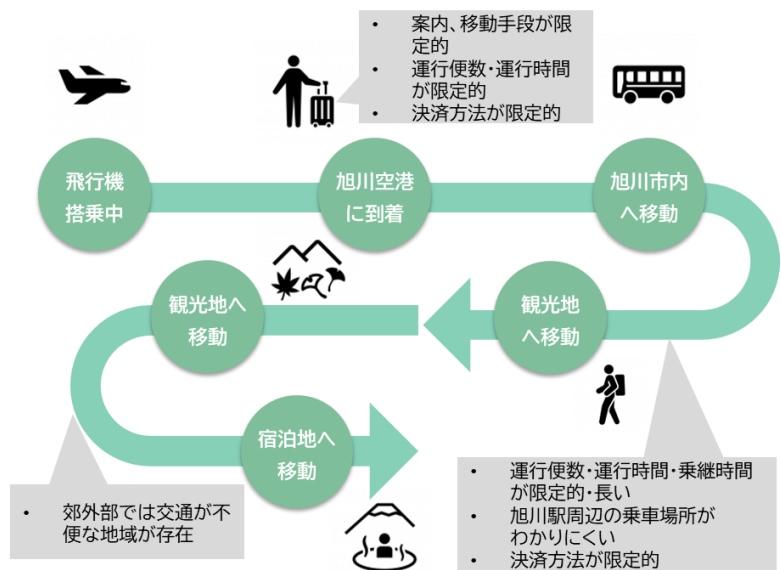 • 案内、移動手段が限
定的
• 運行便数・運行時間
が限定的
• 決済方法が限定的
飛行機
搭乗中
旭川空港
に到着
旭川市内
へ移動
観光地へ
移動
観光地
へ移動
宿泊地へ
移動
• 郊外部では交通が不
便な地域が存在
• 運行便数・運行時間・乗継時間
が限定的・長い
• 旭川駅周辺の乗車場所が
わかりにくい
• 決済方法が限定的